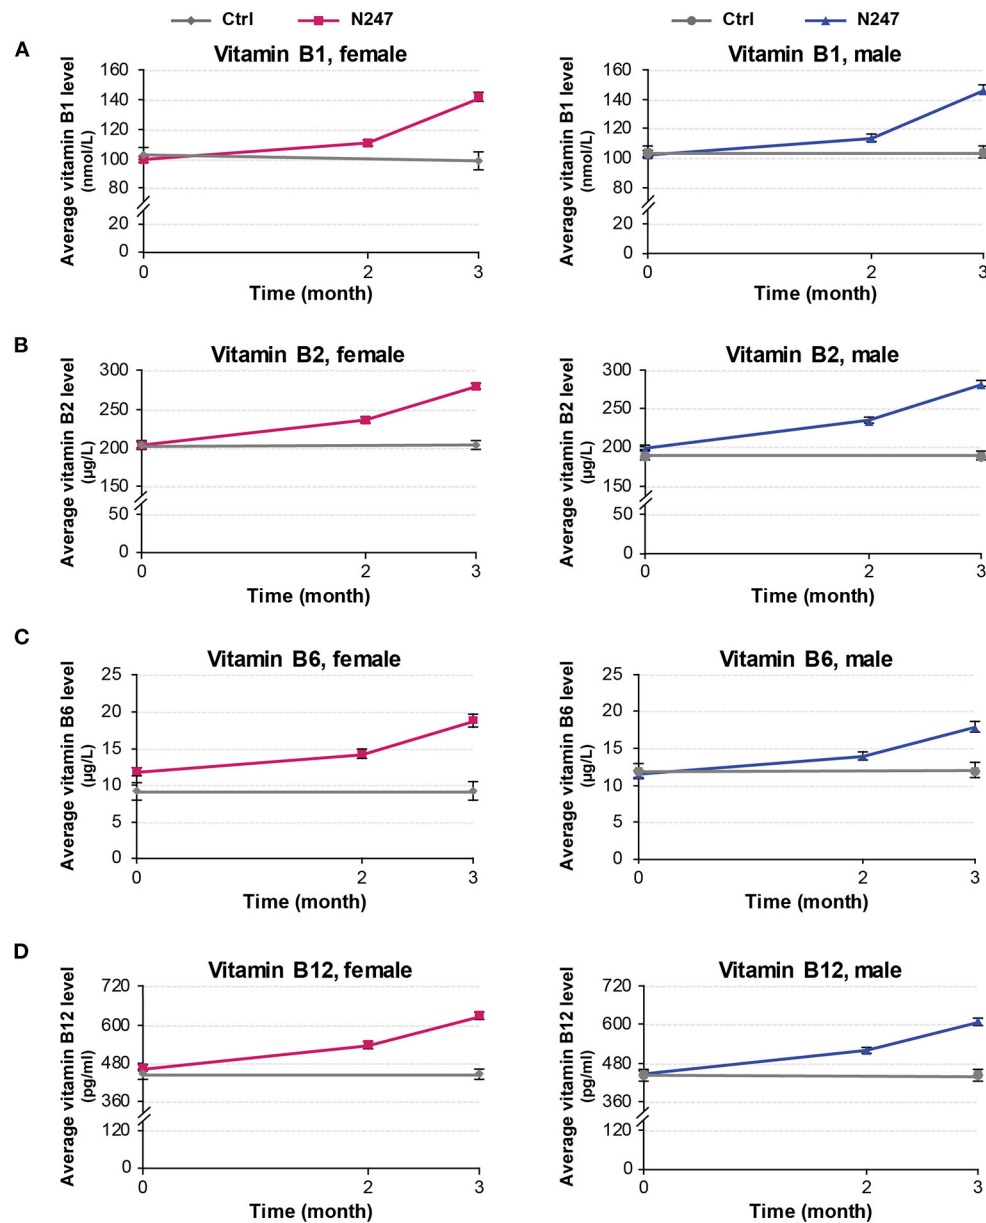 Ctrl N247 Ctrl N247
A
Vitamin B1, female
Average vitamin B1 level
(nmol/L)
160
140
120
100
80
20
0
0 2 3
Time (month)
Vitamin B1, male
Average vitamin B1 level
(nmol/L)
160
140
120
100
80
20
0
0 2 3
Time (month)
B
Vitamin B2, female
Average vitamin B2 level
(µg/L)
300
250
200
150
50
0
0 2 3
Time (month)
Vitamin B2, male
Average vitamin B2 level
(µg/L)
300
250
200
150
50
0
0 2 3
Time (month)
C
Vitamin B6, female
Average vitamin B6 level
(µg/L)
25
20
15
10
5
0
0 2 3
Time (month)
Vitamin B6, male
Average vitamin B6 level
(µg/L)
25
20
15
10
5
0
0 2 3
Time (month)
D
Vitamin B12, female
Average vitamin B12 level
(pg/ml)
720
600
480
360
120
0
0 2 3
Time (month)
Vitamin B12, male
Average vitamin B12 level
(pg/ml)
720
600
480
360
120
0
0 2 3
Time (month)